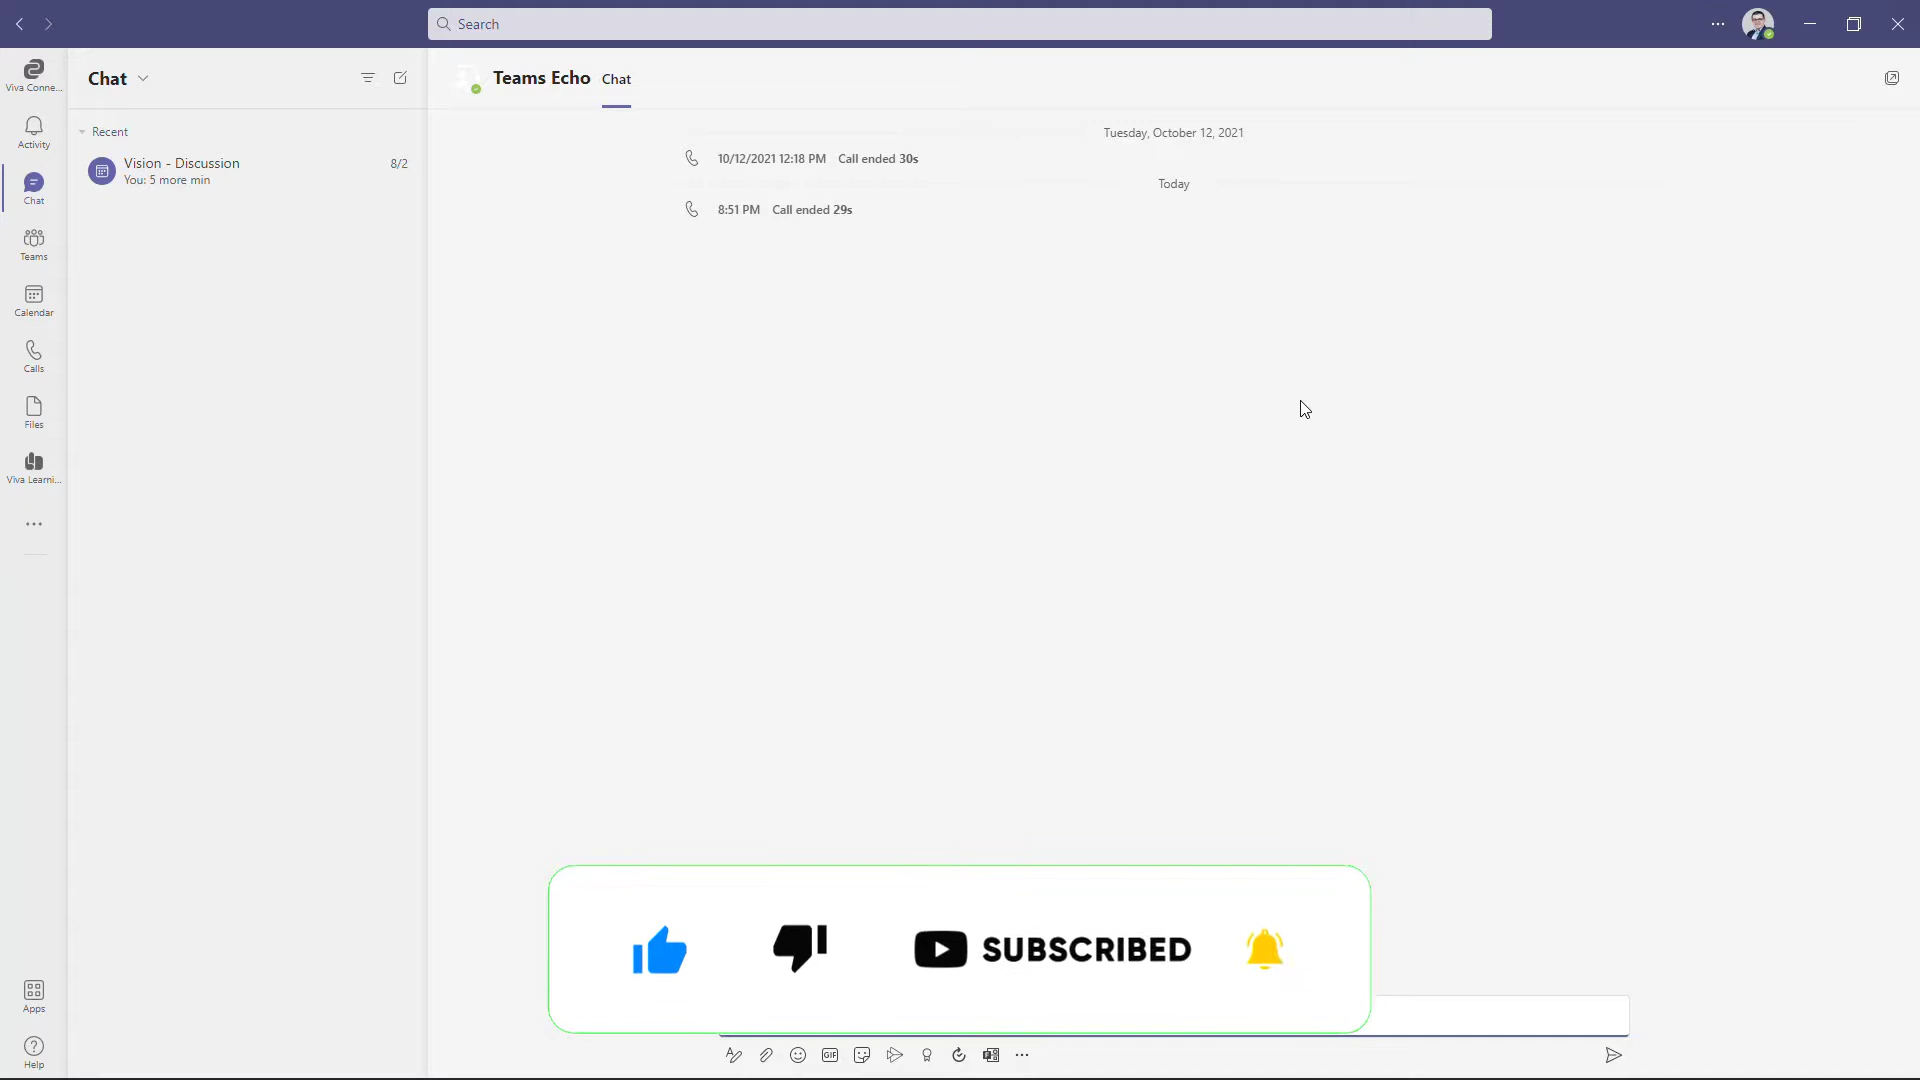 Search
Viva Conne...
Activity
Chat
Teams
Calendar
Calls
Files
Viva Learni...
Apps
Help
Chat
Recent
Vision - Discussion 8/2
You: 5 more min
Teams Echo Chat
Tuesday, October 12, 2021
10/12/2021 12:18 PM Call ended 30s
Today
8:51 PM Call ended 29s
SUBSCRIBED
GIF